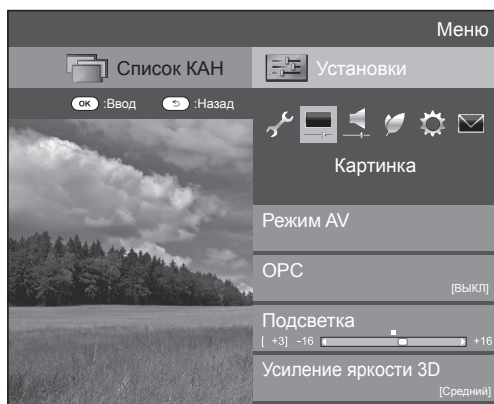 Меню
Список КАН
Установки
OK :Ввод :Назад
Картинка
Режим AV
OPC
[ВЫКЛ]
Подсветка
[ +3] -16 +16
Усиление яркости 3D
[Средний]